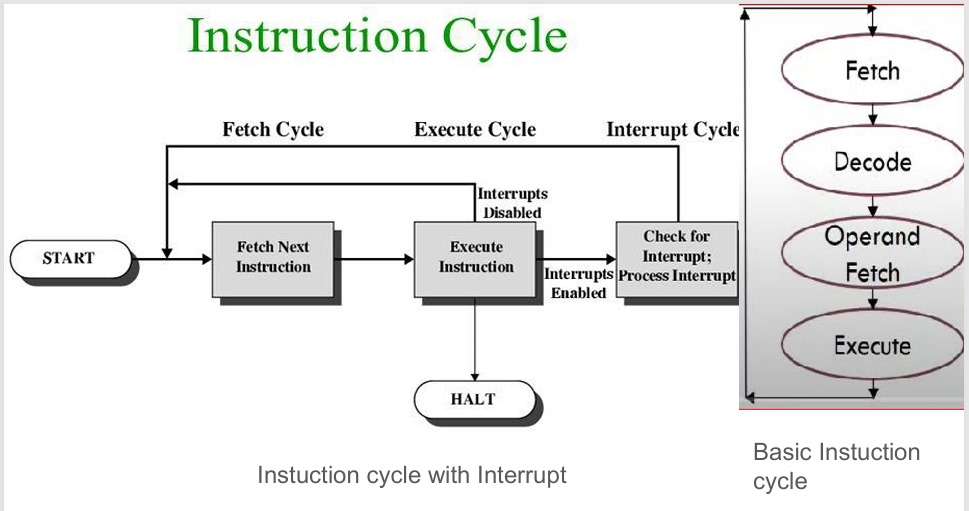 Instruction Cycle
Fetch Cycle
Execute Cycle
Interrupt Cycle
START
Fetch Next
Instruction
Execute
Instruction
Interrupts
Disabled
Interrupts
Enabled
Check for
Interrupt;
Process Interrupt
HALT
Instuction cycle with Interrupt
Fetch
Decode
Operand
Fetch
Execute
Basic Instuction
cycle